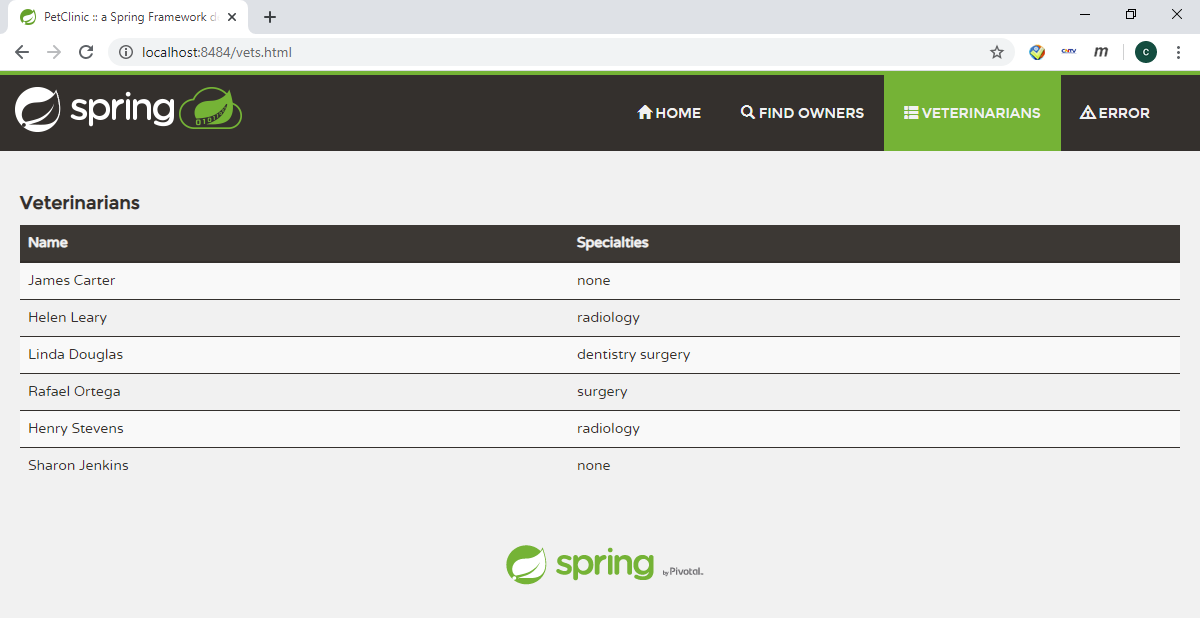 PetClinic :: a Spring Framework d
localhost:8484/vets.html
m
C
spring
HOME
FIND OWNERS
VETERINARIANS
ERROR
Veterinarians
Name Specialties
James Carter none
Helen Leary radiology
Linda Douglas dentistry surgery
Rafael Ortega surgery
Henry Stevens radiology
Sharon Jenkins none
spring by Pivotal